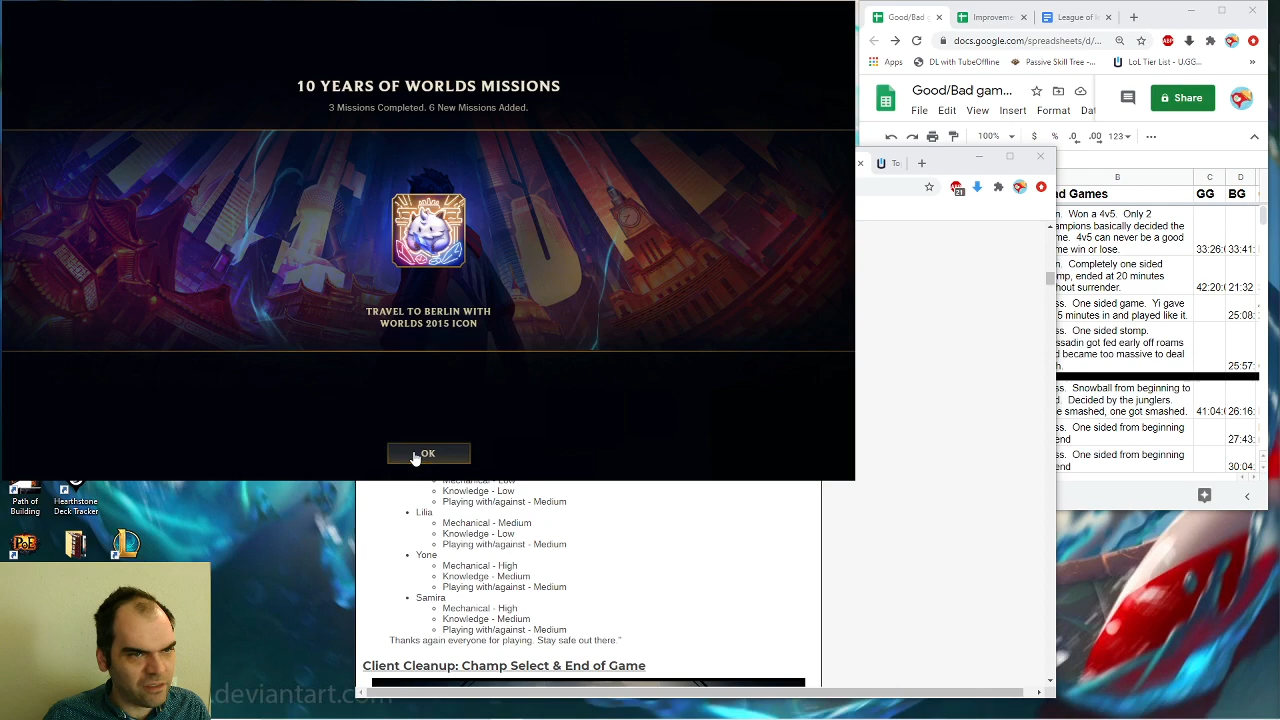 10 YEARS OF WORLDS MISSIONS
3 Missions Completed. 6 New Missions Added.
TRAVEL TO BERLIN WITH
WORLDS 2015 ICON
OK
Good/Bad g
Improveme
League of l
docs.google.com/spreadsheets/d/...
Apps
DL with TubeOffline
Passive Skill Tree -...
LoL Tier List - U.GG...
Good/Bad gam...
Share
File
Edit
View
Insert
Format
Da
100%
$
%
.0
.00
123
To
21
B
C
D
d Games
GG
BG
n. Won a 4v5. Only 2
ampions basically decided the
me. 4v5 can never be a good
me win or lose.
33:26:
33:41:
n. Completely one sided
mp, ended at 20 minutes
hout surrender.
42:20:
21:32
ss. One sided game. Yi gave
5 minutes in and played like it.
25:08:
ss. One sided stomp.
ssadin got fed early off roams
d became too massive to deal
h.
25:57:
ss. Snowball from beginning to
d. Decided by the junglers.
e smashed, one got smashed.
41:04:
26:16:
ss. One sided from beginning
end
27:43:
ss. One sided from beginning
end
30:04:
Path of
Building
Hearthstone
Deck Tracker
Mechanical - Low
Knowledge - Low
Playing with/against - Medium
Lilia
Mechanical - Medium
Knowledge - Low
Playing with/against - Medium
Yone
Mechanical - High
Knowledge - Medium
Playing with/against - Medium
Samira
Mechanical - High
Knowledge - Medium
Playing with/against - Medium
Thanks again everyone for playing. Stay safe out there."
Client Cleanup: Champ Select & End of Game
.deviantart.com